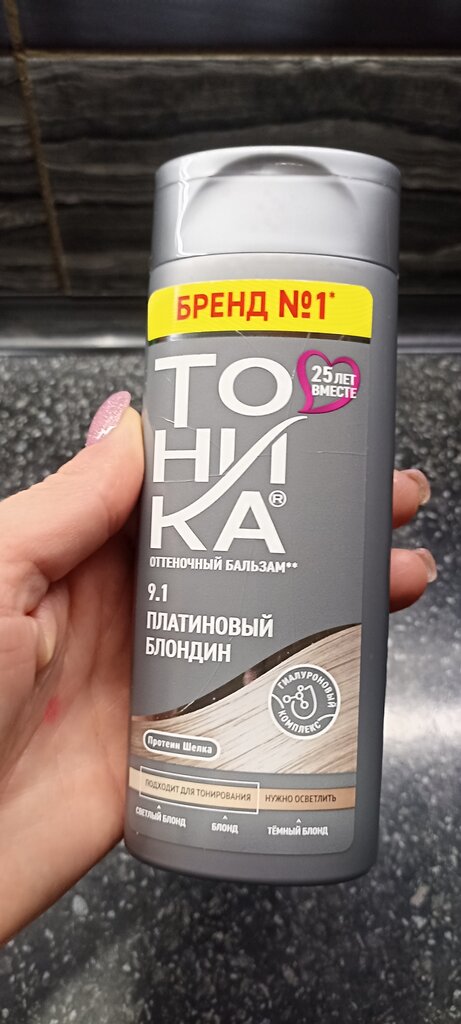 БРЕНД №1*
ТО
НИ
КА®
25 ЛЕТ
ВМЕСТЕ
ОТТЕНОЧНЫЙ БАЛЬЗАМ**
9.1
ПЛАТИНОВЫЙ
БЛОНДИН
ГИАЛУРОНОВЫЙ
КОМПЛЕКС
Протеин Шелка
ПОДХОДИТ ДЛЯ ТОНИРОВАНИЯ НУЖНО ОСВЕТЛИТЬ
СВЕТЛЫЙ БЛОНД БЛОНД ТЁМНЫЙ БЛОНД